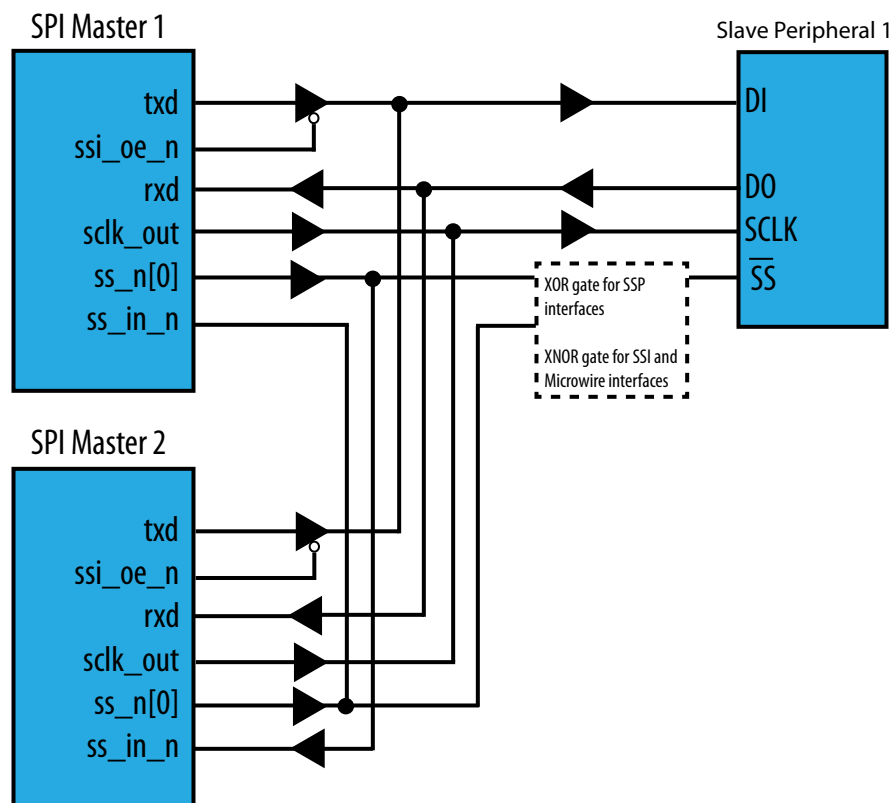 SPI Master 1
txd
ssi_oe_n
rxd
sclk_out
ss_n[0]
ss_in_n
Slave Peripheral 1
DI
DO
SCLK
SS
XOR gate for SSP
interfaces
XNOR gate for SSI and
Microwire interfaces
SPI Master 2
txd
ssi_oe_n
rxd
sclk_out
ss_n[0]
ss_in_n